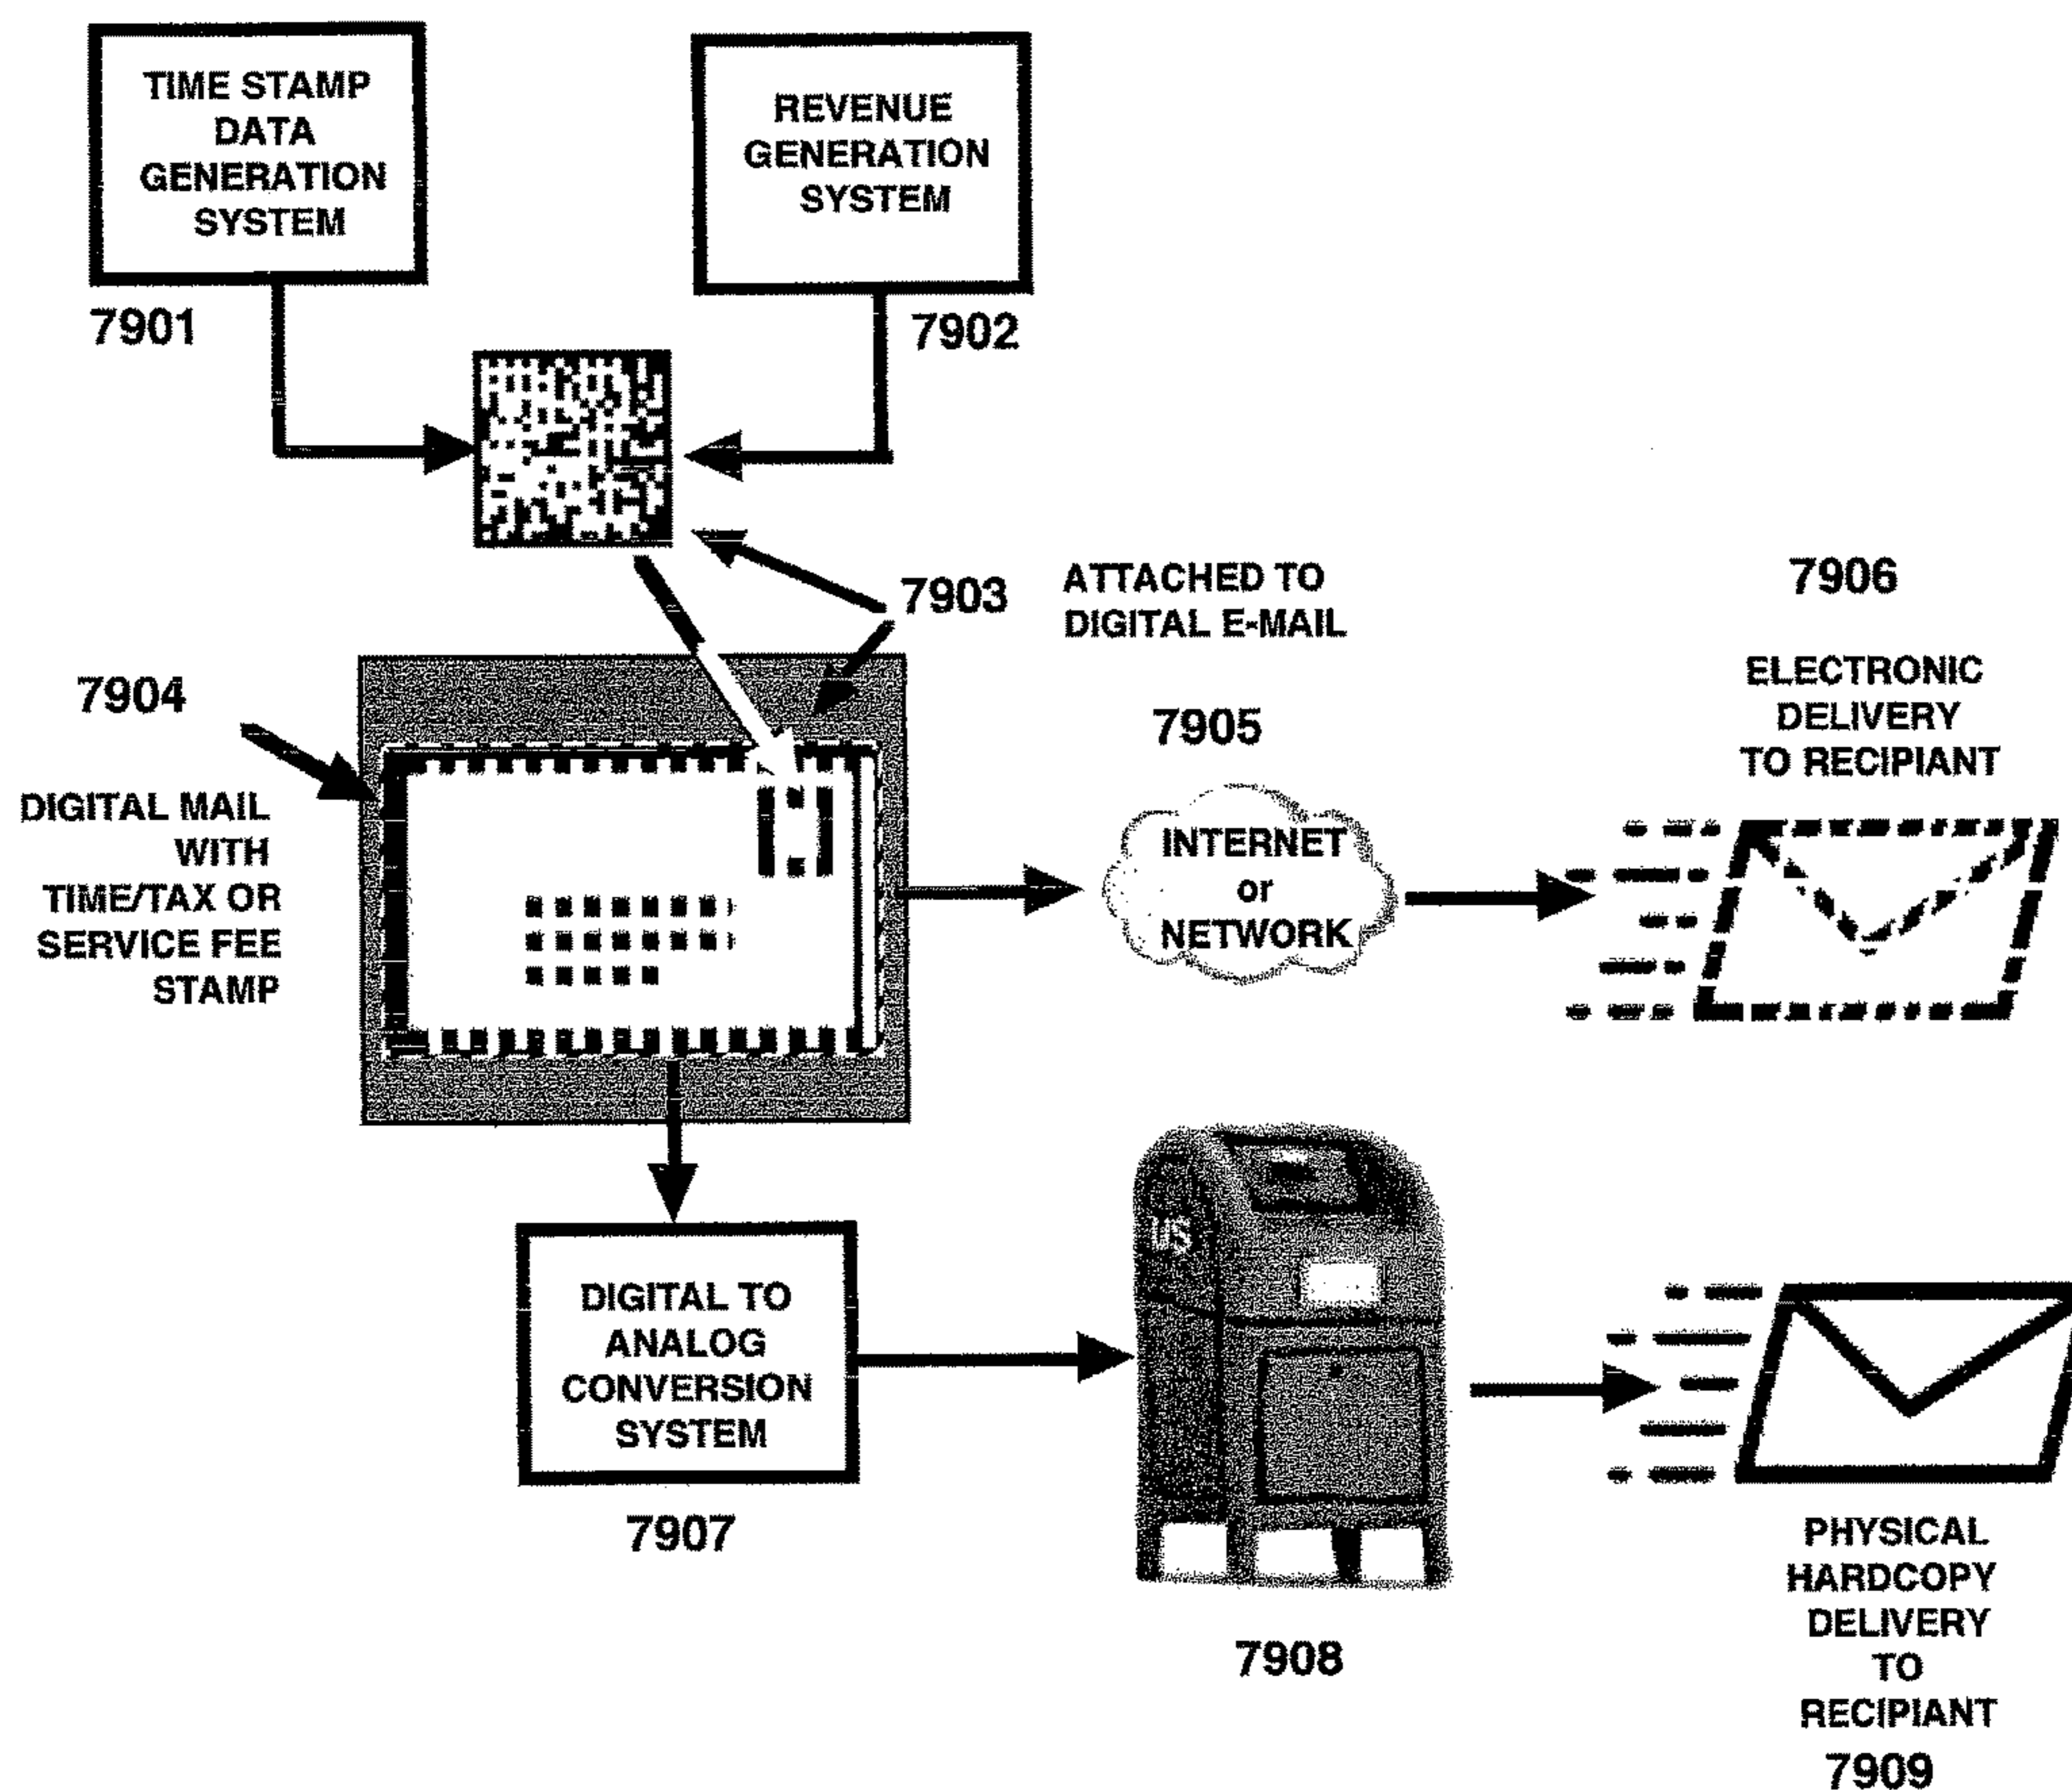 TIME STAMP
DATA
GENERATION
SYSTEM
7901
REVENUE
GENERATION
SYSTEM
7902
7903
ATTACHED TO
DIGITAL E-MAIL
7904
DIGITAL MAIL
WITH
TIME/TAX OR
SERVICE FEE
STAMP
7905
INTERNET
or
NETWORK
7906
ELECTRONIC
DELIVERY
TO RECIPIANT
DIGITAL TO
ANALOG
CONVERSION
SYSTEM
7907
US
7908
PHYSICAL
HARDCOPY
DELIVERY
TO
RECIPIANT
7909